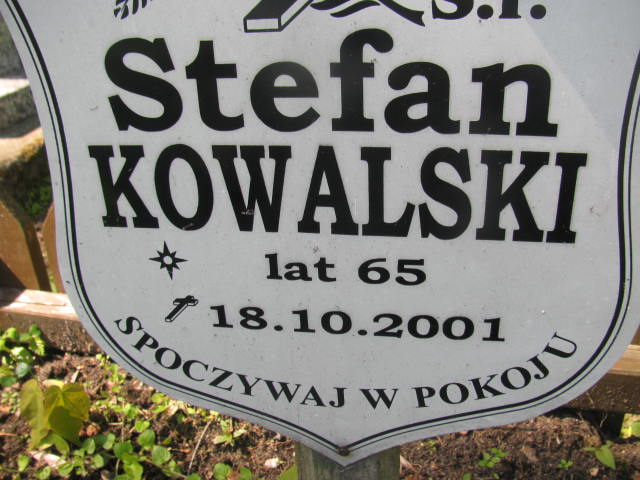 Ś.P.
Stefan
KOWALSKI
lat 65
18.10.2001
SPOCZYWAJ W POKOJU